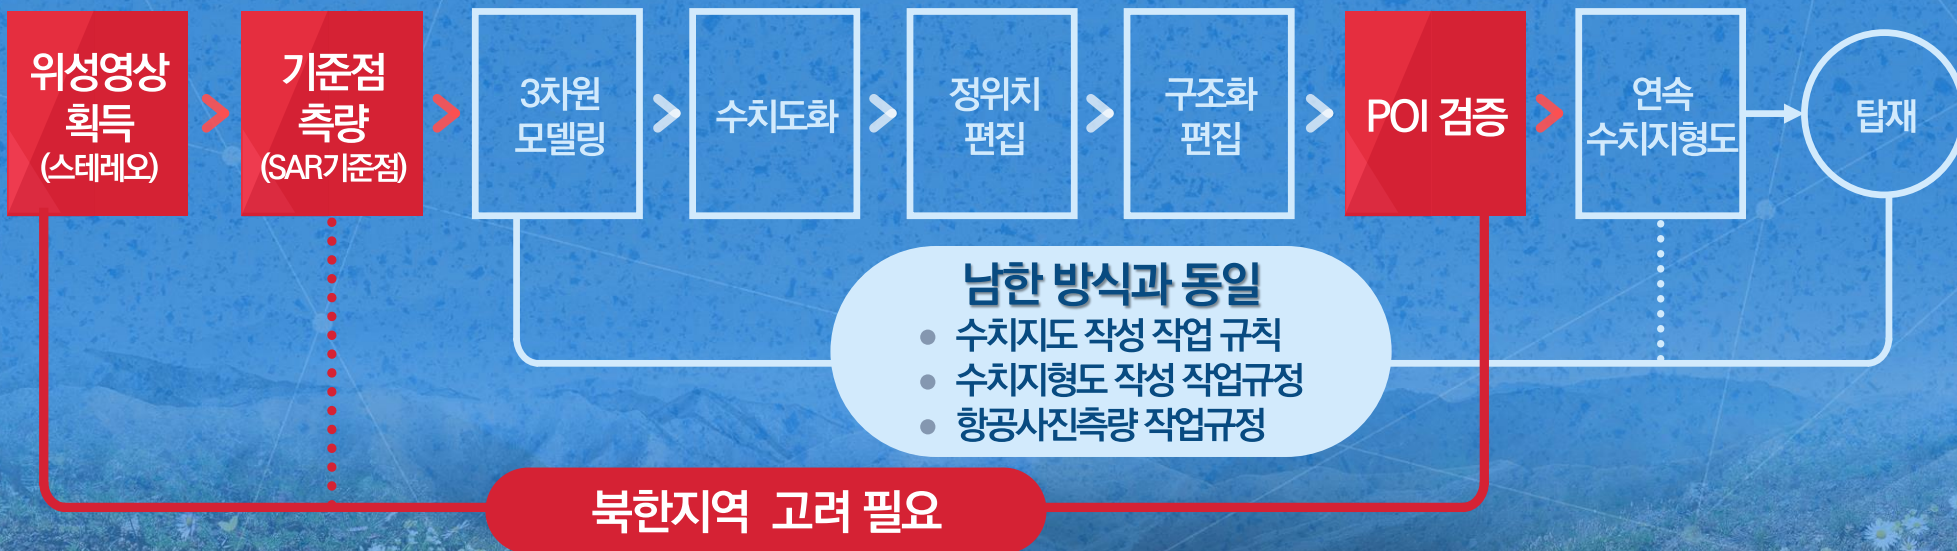 위성영상
획득
(스테레오)
기준점
측량
(SAR기준점)
3차원
모델링
수치도화
정위치
편집
구조화
편집
POI 검증
연속
수치지형도
탑재
남한 방식과 동일
수치지도 작성 작업 규칙
수치지형도 작성 작업규정
항공사진측량 작업규정
북한지역 고려 필요